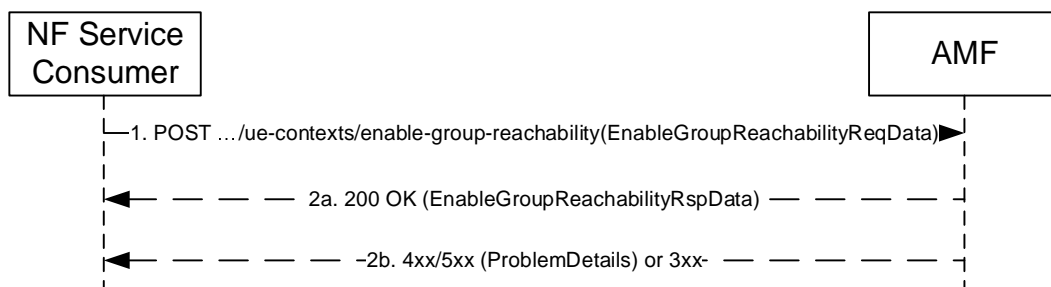 NF Service
Consumer
AMF
1. POST …/ue-contexts/enable-group-reachability(EnableGroupReachabilityReqData)
2a. 200 OK (EnableGroupReachabilityRspData)
2b. 4xx/5xx (ProblemDetails) or 3xx